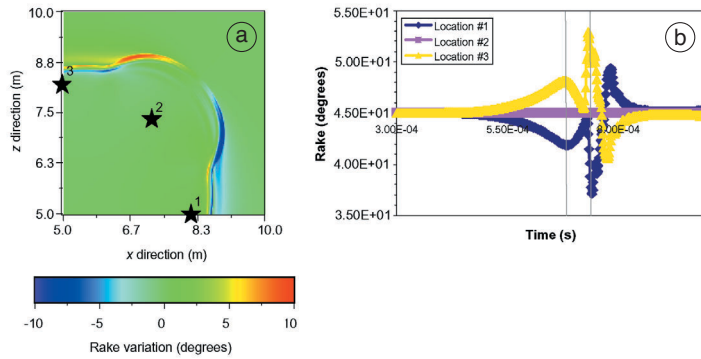 a
10.0
8.8
7.5
6.3
5.0
z direction (m)
3
2
1
5.0 6.7 8.3 10.0
x direction (m)
-10 -5 0 5 10
Rake variation (degrees)
b
5.50E+01
5.00E+01
4.50E+01
4.00E+01
3.50E+01
Rake (degrees)
Location #1
Location #2
Location #3
3.00E-04 5.50E-04 8.00E-04
Time (s)